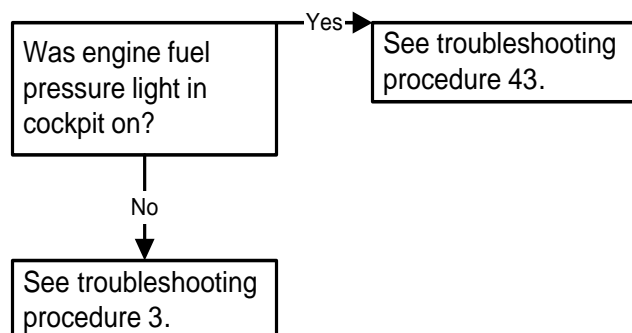 Was engine fuel
pressure light in
cockpit on?
Yes
See troubleshooting
procedure 43.
No
See troubleshooting
procedure 3.